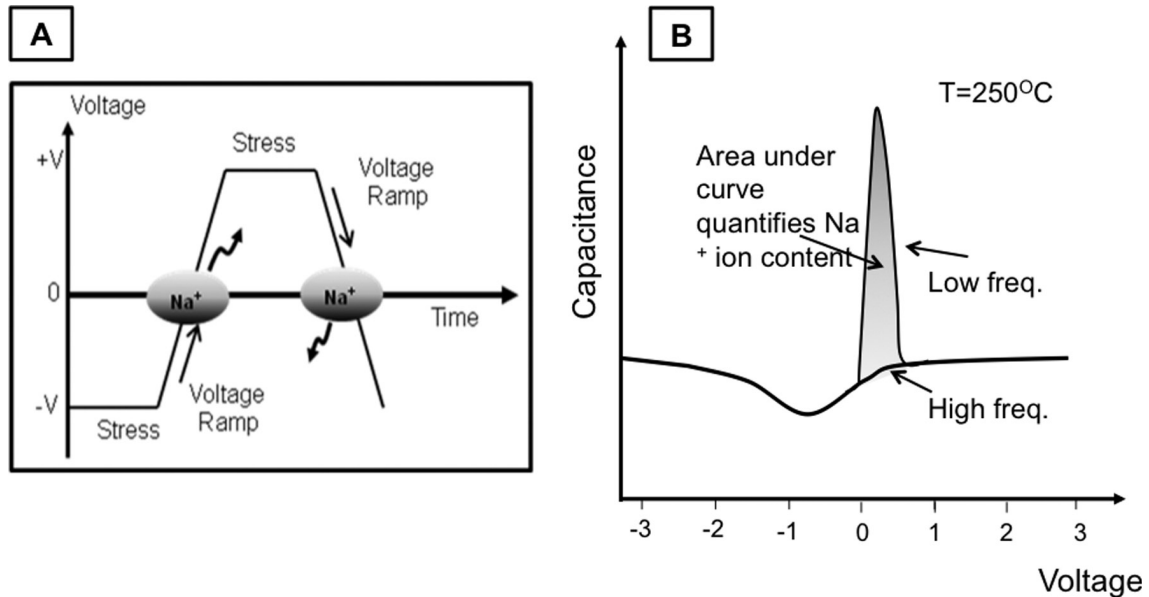 A
Voltage
+V
Stress
Voltage
Ramp
0
Na+
Na+
Time
-V
Voltage
Ramp
Stress
B
T=250OC
Capacitance
Area under
curve
quantifies Na
+ ion content
Low freq.
High freq.
-3 -2 -1 0 1 2 3
Voltage